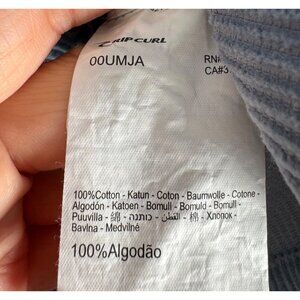 RIP CURL
00UMJA
RN
CA#3
100%Cotton - Katun - Coton - Baumwolle - Cotone -
Algodón - Katoen - Bomull - Bomuld - Bomull -
Puuvilla - 綿 - כותנה - القطن - 棉 - Хлопок -
Bavlna - Medvilnė
100%Algodão